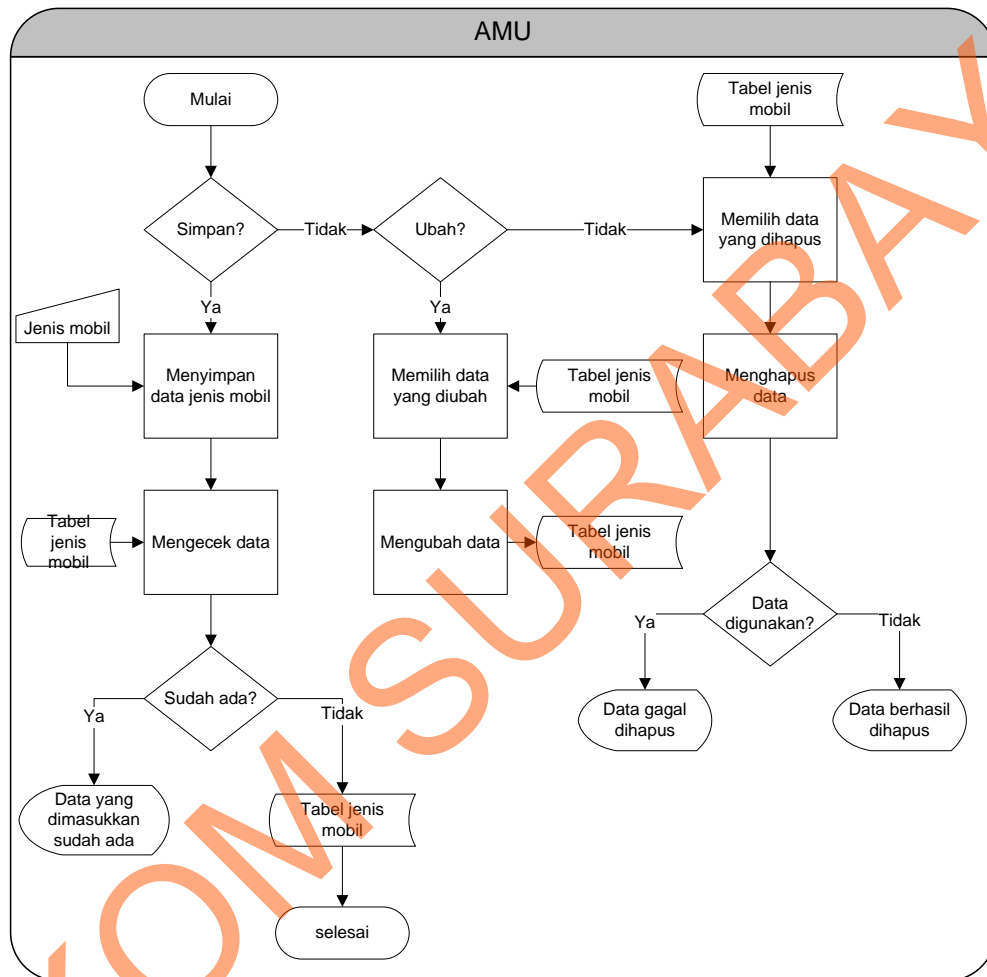 AMU
Mulai
Tabel jenis
mobil
Simpan?
Tidak
Ubah?
Tidak
Memilih data
yang dihapus
Ya
Ya
Jenis mobil
Menyimpan
data jenis mobil
Memilih data
yang diubah
Tabel jenis
mobil
Menghapus
data
Tabel
jenis
mobil
Mengecek data
Mengubah data
Tabel jenis
mobil
Data
digunakan?
Ya
Tidak
Sudah ada?
Ya
Tidak
Data gagal
dihapus
Data berhasil
dihapus
Data yang
dimasukkan
sudah ada
Tabel jenis
mobil
selesai
KOM SURABAY